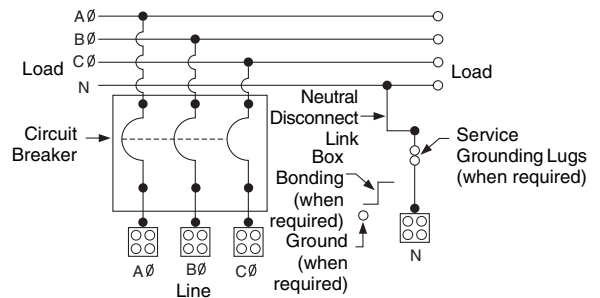 AØ
BØ
CØ
Load
N
Load
Neutral
Disconnect
Link
Circuit
Breaker
Service
Grounding Lugs
(when required)
Box
Bonding
(when
required)
Ground
(when
required)
AØ
BØ
CØ
N
Line